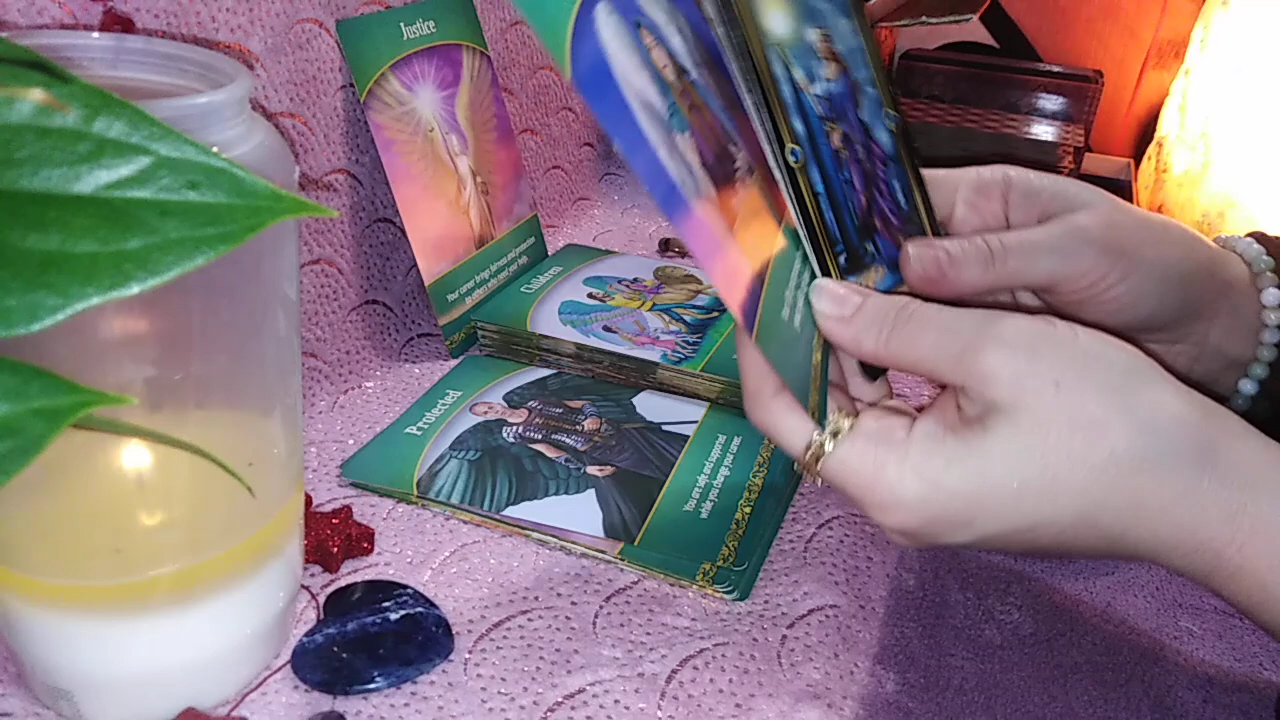 Justice
Your career brings fairness and protection
to others who need your help.
Children
Protected
You are safe and supported
while you change your career.